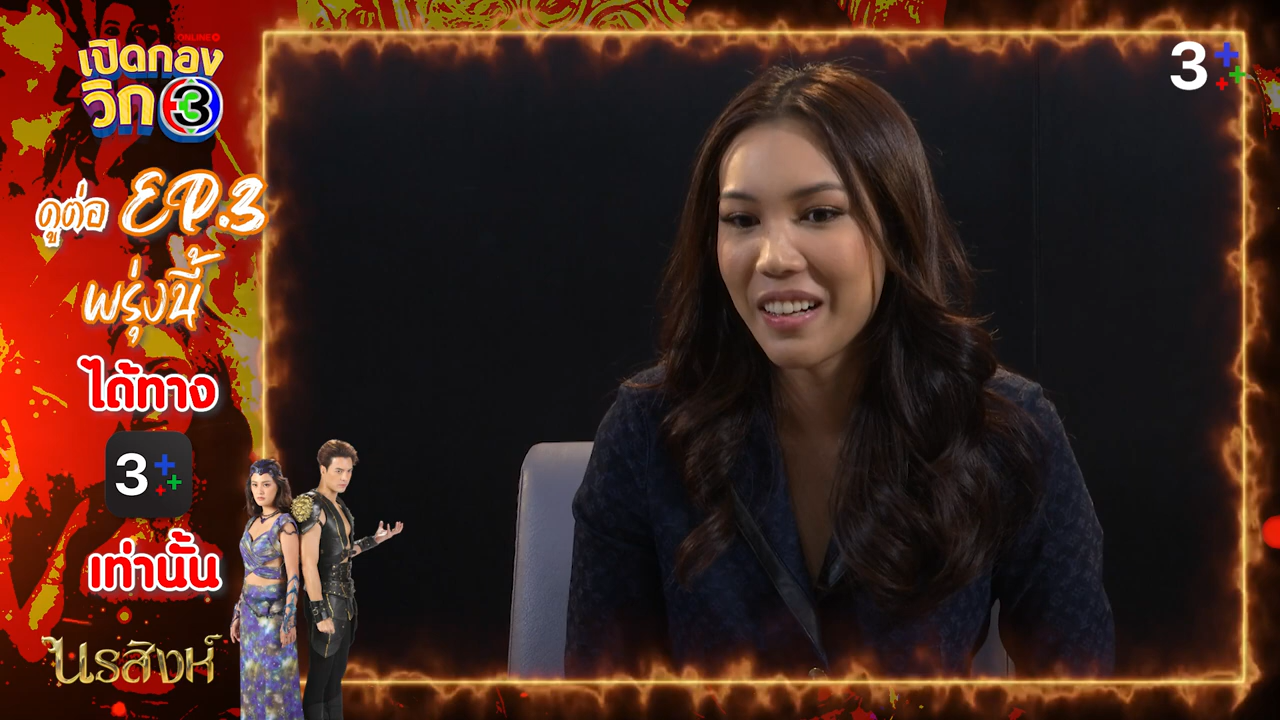 ONLINE
เปิดกอง
วิก 3
ดูต่อ EP.3
พรุ่งนี้
ได้ทาง
3+
เท่านั้น
นรสิงห์
3+